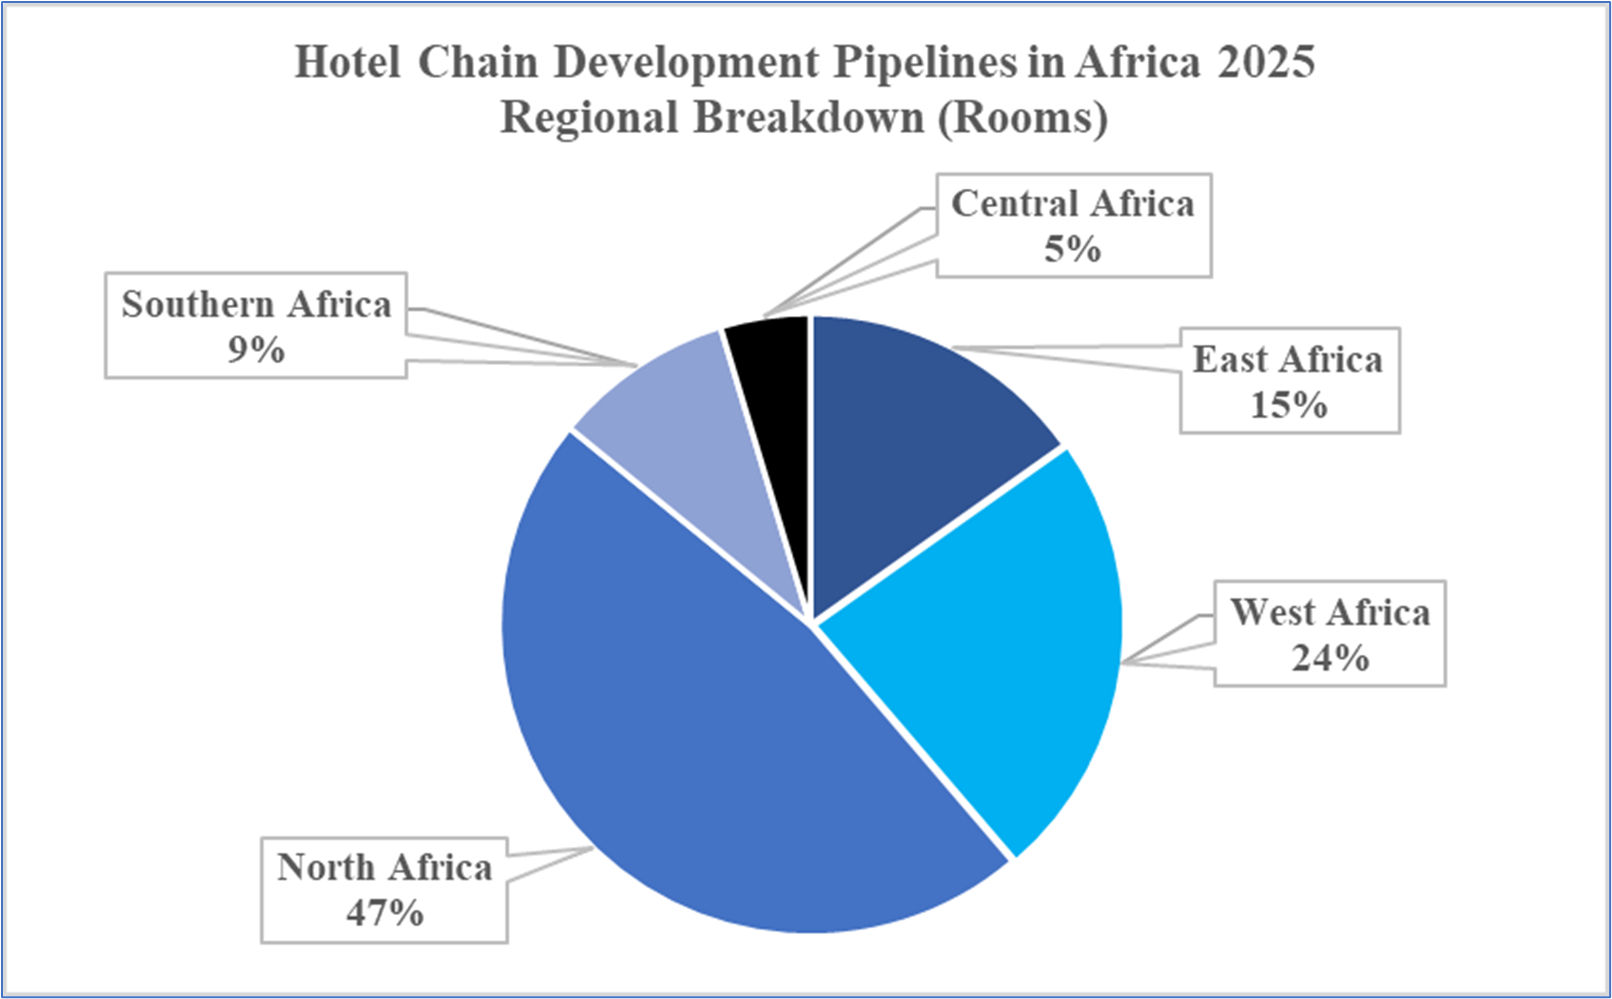 Hotel Chain Development Pipelines in Africa 2025
Regional Breakdown (Rooms)
Central Africa
5%
Southern Africa
9%
East Africa
15%
West Africa
24%
North Africa
47%